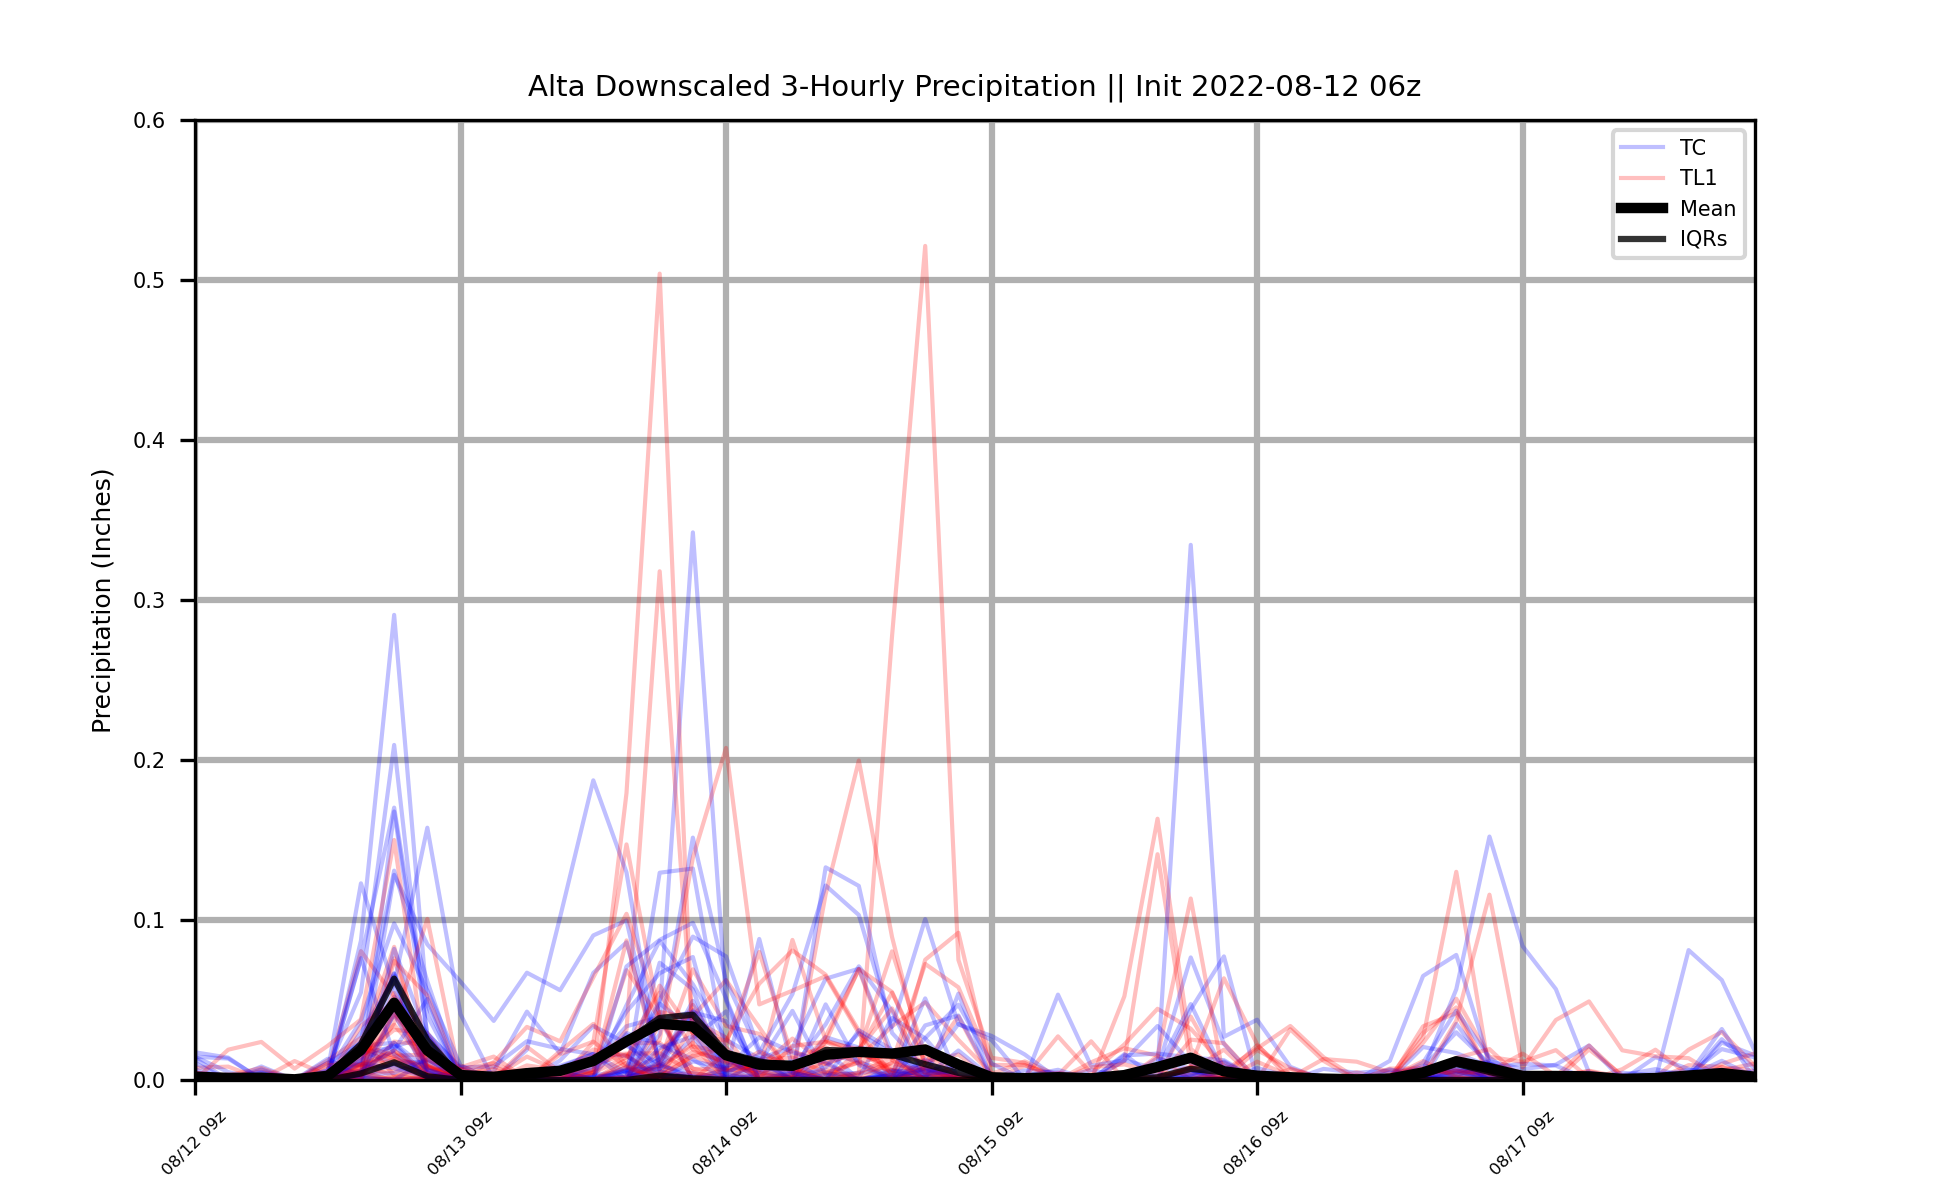 Alta Downscaled 3-Hourly Precipitation || Init 2022-08-12 06z
Precipitation (Inches)
0.6
0.5
0.4
0.3
0.2
0.1
0.0
TC
TL1
Mean
IQRs
08/12 09z
08/13 09z
08/14 09z
08/15 09z
08/16 09z
08/17 09z